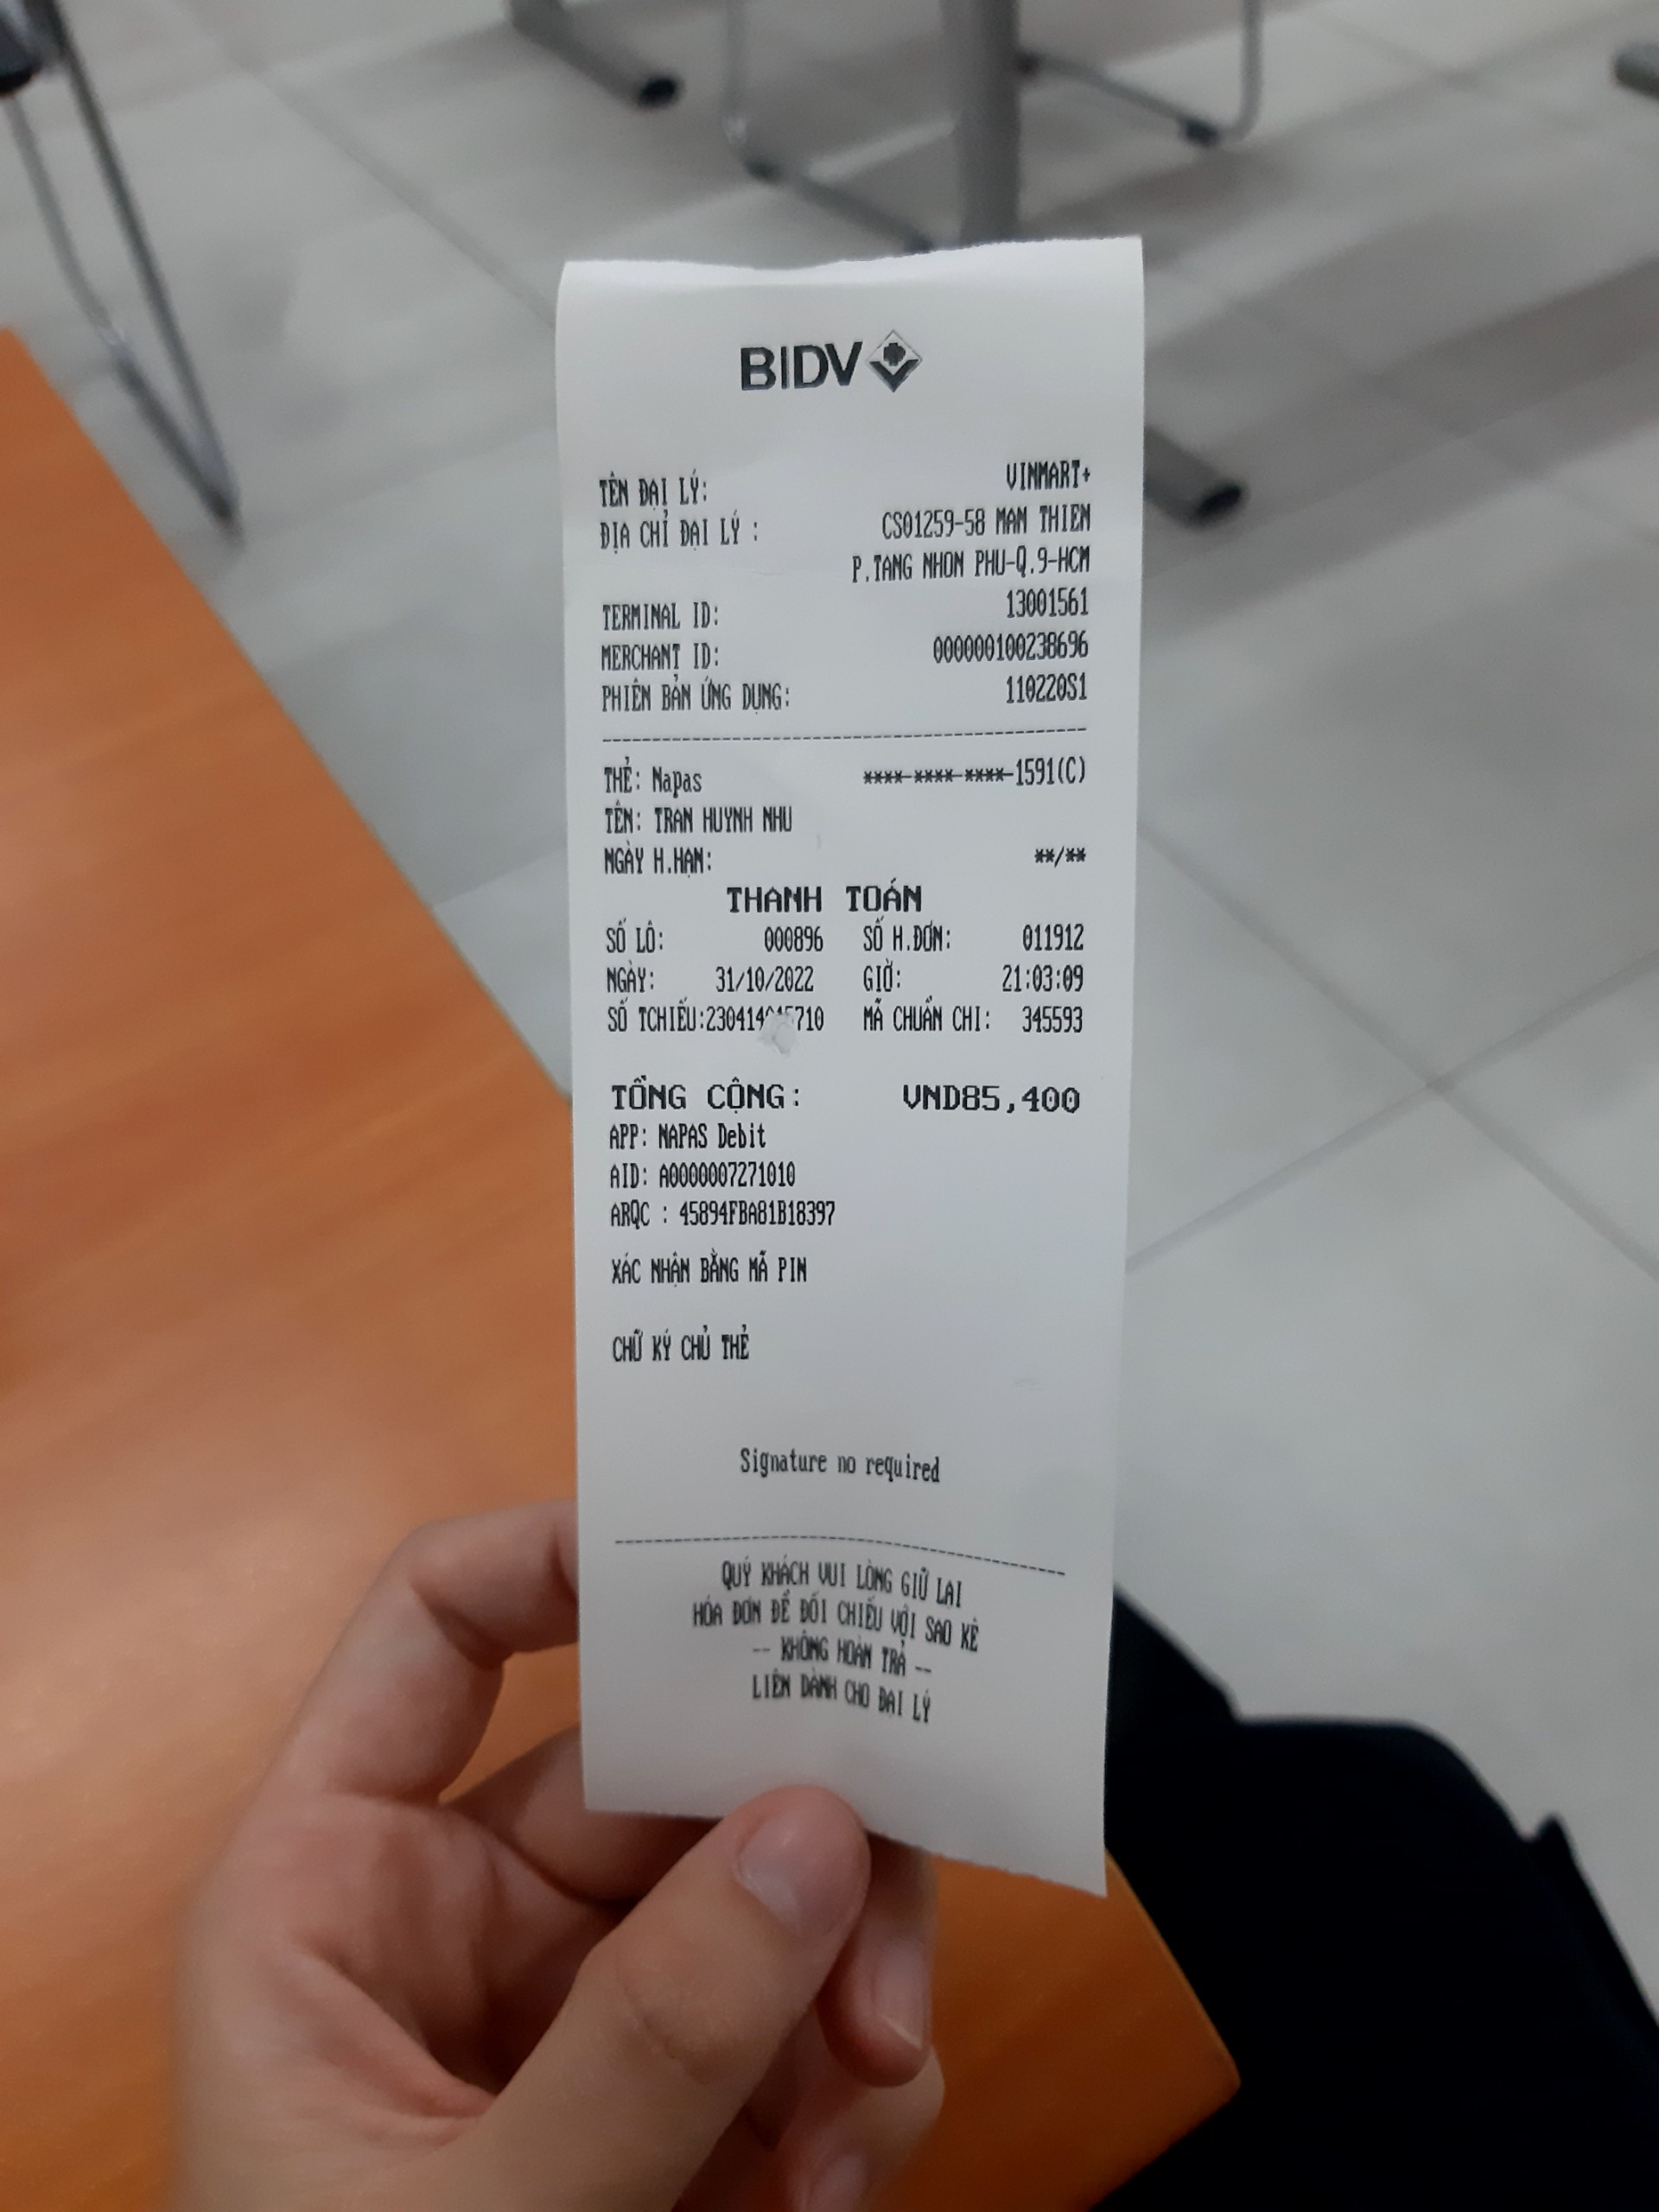 BIDV
TÊN ĐẠI LÝ: VINMART+
ĐỊA CHỈ ĐẠI LÝ : CS01259-58 MAN THIEN
P.TANG NHON PHU-Q.9-HCM
TERMINAL ID: 13001561
MERCHANT ID: 000000100238696
PHIÊN BẢN ỨNG DỤNG: 110220S1
THẺ: Napas ****-****-****-1591(C)
TÊN: TRAN HUYNH NHU
NGÀY H.HẠN: **/**
THANH TOÁN
SỐ LÔ: 000896 SỐ H.ĐƠN: 011912
NGÀY: 31/10/2022 GIỜ: 21:03:09
SỐ TCHIẾU: MÃ CHUẨN CHI: 345593
TỔNG CỘNG: VND85,400
APP: NAPAS Debit
AID: A0000007271010
ARQC : 45894FBA81B18397
XÁC NHẬN BẰNG MÃ PIN
CHỮ KÝ CHỦ THẺ
Signature no required
QUÝ KHÁCH VUI LÒNG GIỮ LẠI
HÓA ĐƠN ĐỂ ĐỐI CHIẾU VỚI SAO KÊ
-- KHÔNG HOÀN TRẢ --
LIÊN DÀNH CHO ĐẠI LÝ